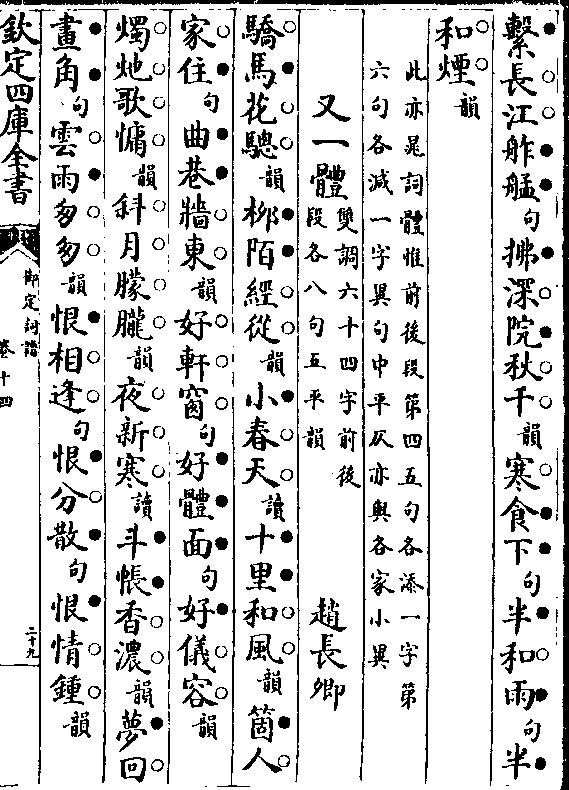 繫長江舴艋句拂深院秋千韻寒食下句半和雨句半
和煙韻
此亦晁詞體惟前後段第四五句各添一字第
六句各減一字異句中平仄亦與各家小異
又一體 雙調六十四字前後
段各八句五平韻 趙長卿
驕馬花驄韻栁陌經從韻小春天讀十里和風韻箇人
家住句曲巷牆東韻好軒窗句好體面句好儀容韻
燭灺歌慵韻斜月朦朧韻夜新寒讀斗帳香濃韻夢回
畫角句雲雨匆匆韻恨相逢句恨分散句恨情鍾韻
欽定四庫全書
御定詞譜
卷十四
二十九